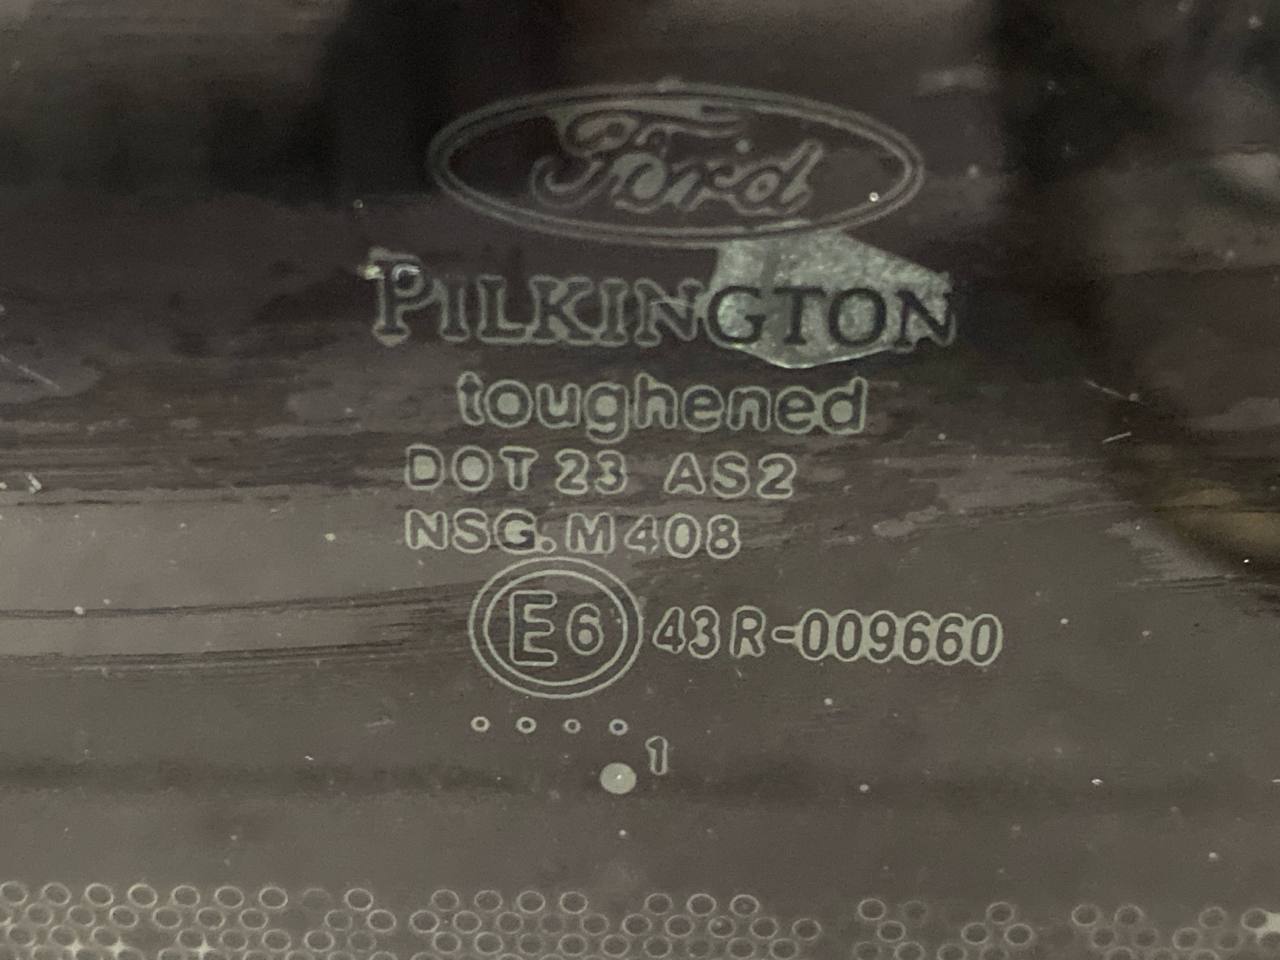 Ford
PILKINGTON
toughened
DOT 23 AS2
NSG. M408
E6 43R-009660
1